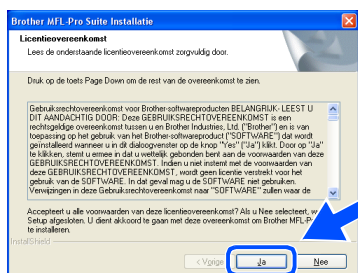 Brother MFL-Pro Suite Installatie
Licentieovereenkomst
Lees de onderstaande licentieovereenkomst zorgvuldig door.
Druk op de toets Page Down om de rest van de overeenkomst te zien.
Gebruiksrechtovereenkomst voor Brother-softwareproducten BELANGRIJK- LEEST U
DIT AANDACHTIG DOOR: Deze GEBRUIKSRECHTOVEREENKOMST is een
rechtsgeldige overeenkomst tussen u en Brother Industries, Ltd. ("Brother") en is van
toepassing op het gebruik van het Brother-softwareproduct ("SOFTWARE") dat wordt
geïnstalleerd wanneer u in dit dialoogvenster op de knop "Yes" ("Ja") klikt. Door op "Ja"
te klikken, stemt u ermee in dat u wettelijk gebonden bent aan de voorwaarden van deze
GEBRUIKSRECHTOVEREENKOMST. Indien u niet instemt met de voorwaarden van deze
GEBRUIKSRECHTOVEREENKOMST, wordt geen licentie verstrekt voor het
gebruik van de SOFTWARE. In dat geval mag u de SOFTWARE niet gebruiken.
Verwijzingen in deze Gebruiksrechtovereenkomst naar "SOFTWARE" zullen waar de
Accepteert u alle voorwaarden van deze licentieovereenkomst? Als u Nee selecteert,
Setup afgesloten. U dient akkoord te gaan met deze overeenkomst om Brother
te installeren.
InstallShield
< Vorige
Ja
Nee